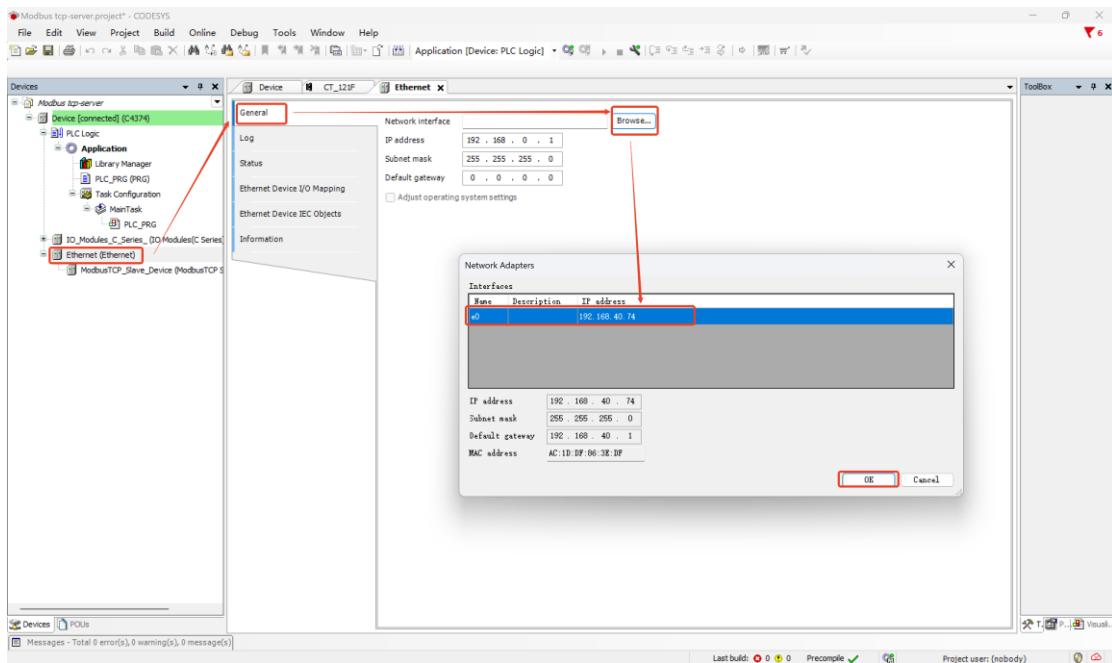 Modbus tcp-server.project* - CODESYS
File Edit View Project Build Online Debug Tools Window Help
6
Application [Device: PLC Logic]
Devices
Device CT_121F Ethernet
ToolBox
Modbus tcp-server
Device [connected] (C4374)
PLC Logic
Application
Library Manager
PLC_PRG (PRG)
Task Configuration
MainTask
PLC_PRG
IO_Modules_C_Series_ (IO Modules(C Series
Ethernet (Ethernet)
ModbusTCP_Slave_Device (ModbusTCP S
General
Log
Status
Ethernet Device I/O Mapping
Ethernet Device IEC Objects
Information
Network interface Browse...
IP address 192 . 168 . 0 . 1
Subnet mask 255 . 255 . 255 . 0
Default gateway 0 . 0 . 0 . 0
Adjust operating system settings
Network Adapters
Interfaces
Name Description IP address
e0 192.168.40.74
IP address 192 . 168 . 40 . 74
Subnet mask 255 . 255 . 255 . 0
Default gateway 192 . 168 . 40 . 1
MAC address AC:1D:DF:86:3E:DF
OK Cancel
Devices POUs
T. P... Visuali..
Messages - Total 0 error(s), 0 warning(s), 0 message(s)
Last build: 0 0 Precompile Project user: (nobody)